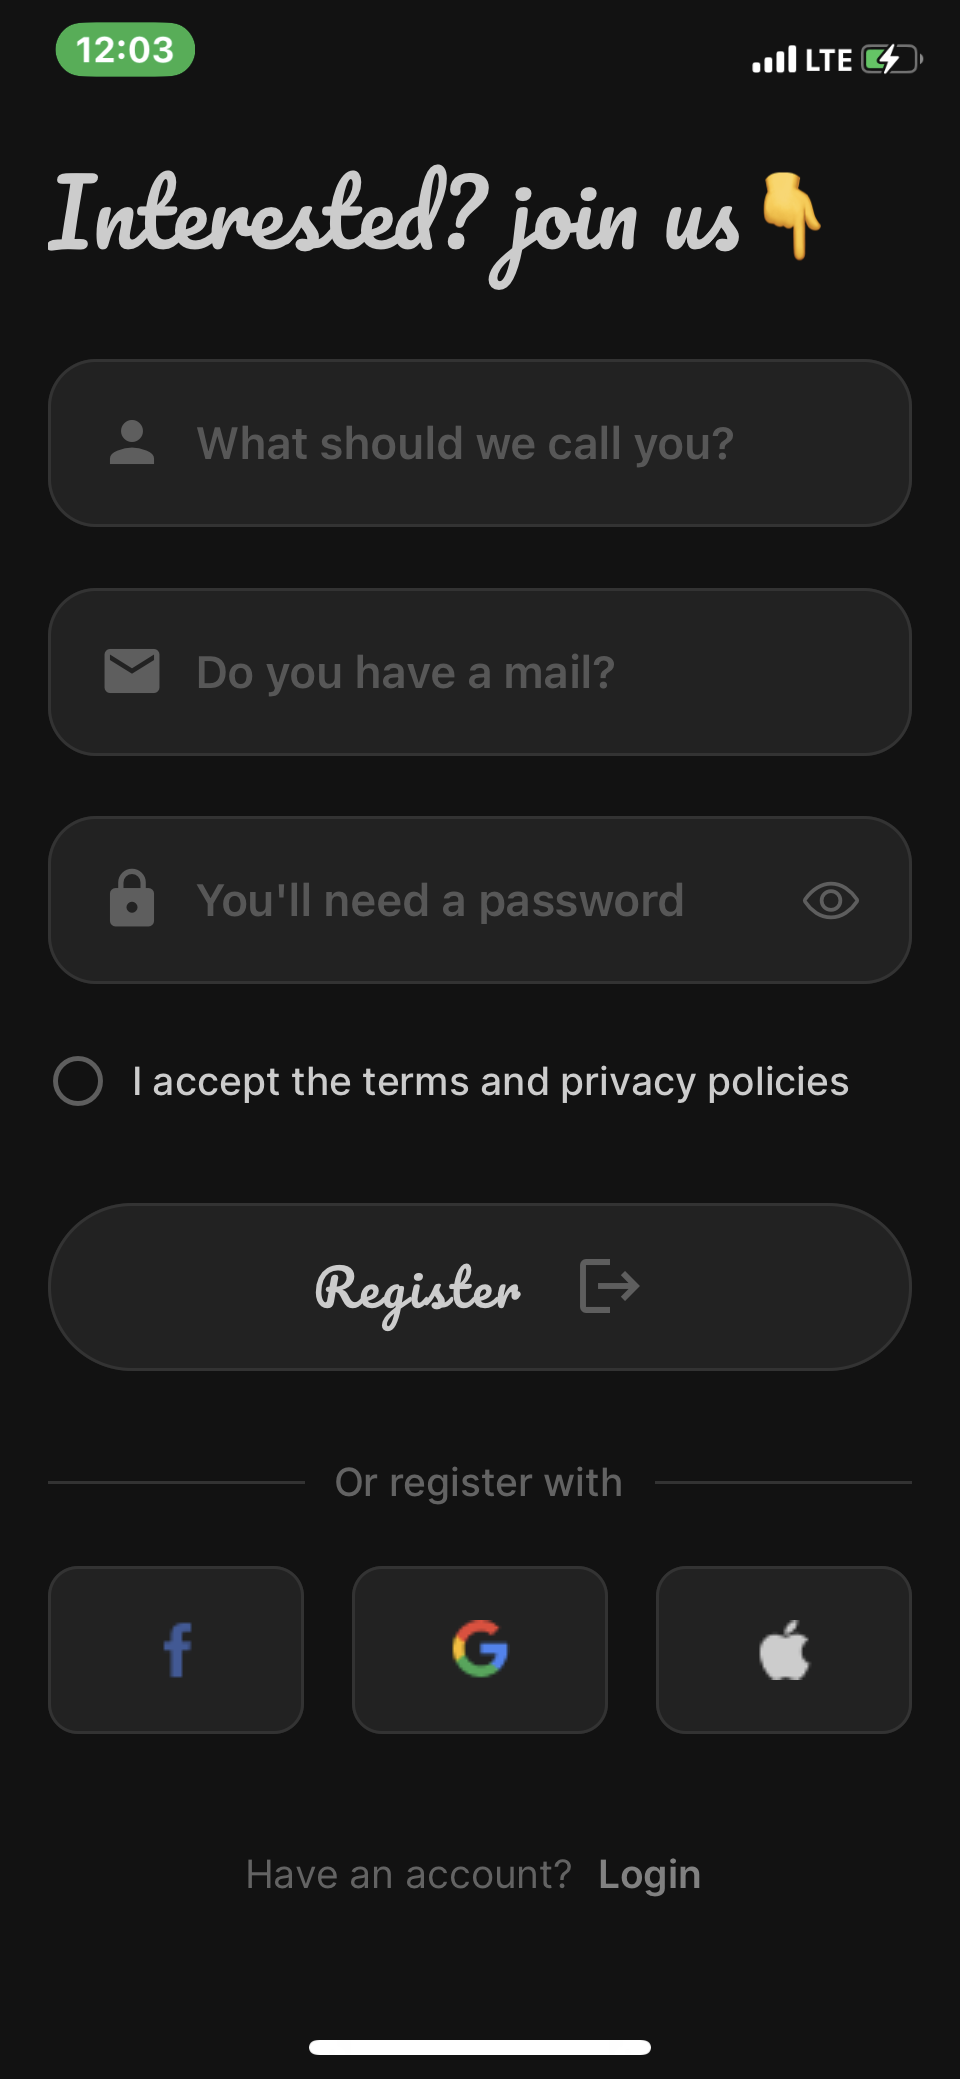 12:03
LTE
Interested? join us👇
What should we call you?
Do you have a mail?
You'll need a password
I accept the terms and privacy policies
Register
Or register with
Have an account? Login